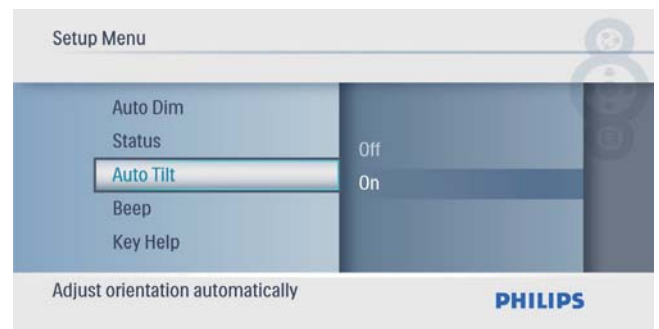 Setup Menu
Auto Dim
Status
Auto Tilt
Beep
Key Help
Off
On
Adjust orientation automatically
PHILIPS